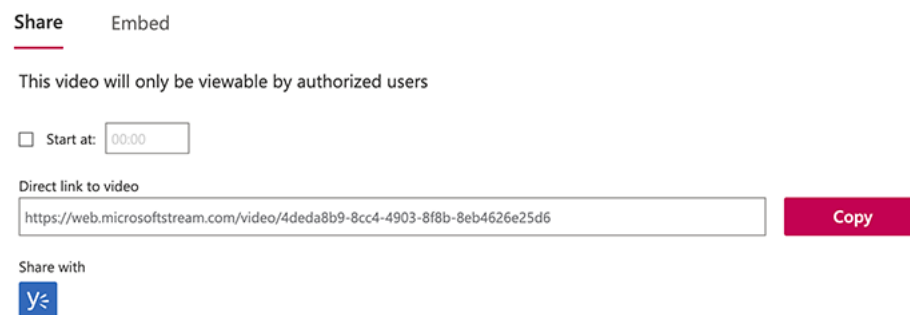 Share Embed
This video will only be viewable by authorized users
Start at: 00:00
Direct link to video
https://web.microsoftstream.com/video/4deda8b9-8cc4-4903-8f8b-8eb4626e25d6 Copy
Share with